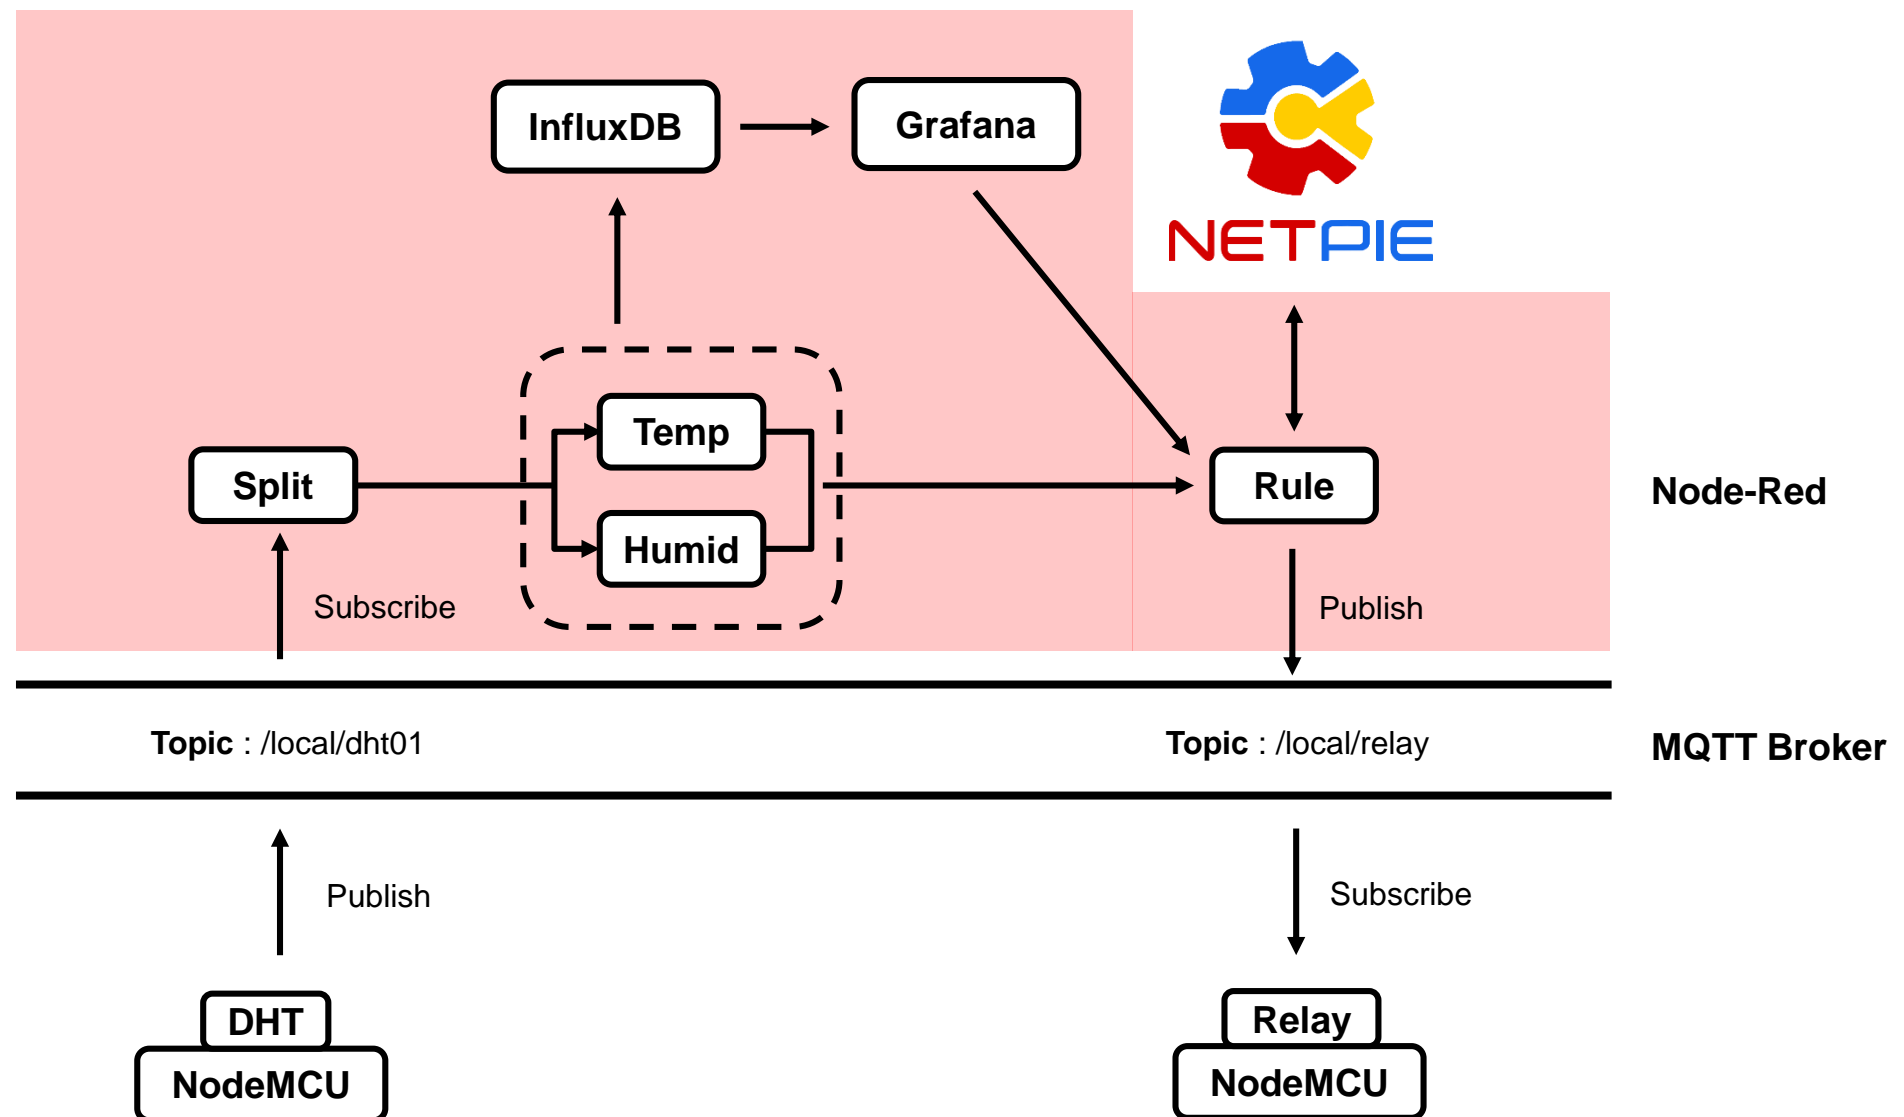 InfluxDB
Grafana
NETPIE
Temp
Split
Rule
Node-Red
Humid
Subscribe
Publish
Topic : /local/dht01
Topic : /local/relay
MQTT Broker
Publish
Subscribe
DHT
NodeMCU
Relay
NodeMCU